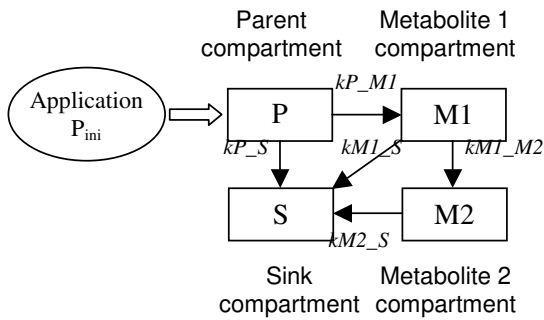 Parent
compartment
Metabolite 1
compartment
Application
P_ini
P
kP_M1
M1
kP_S
kM1_S
kM1_M2
S
kM2_S
M2
Sink
compartment
Metabolite 2
compartment